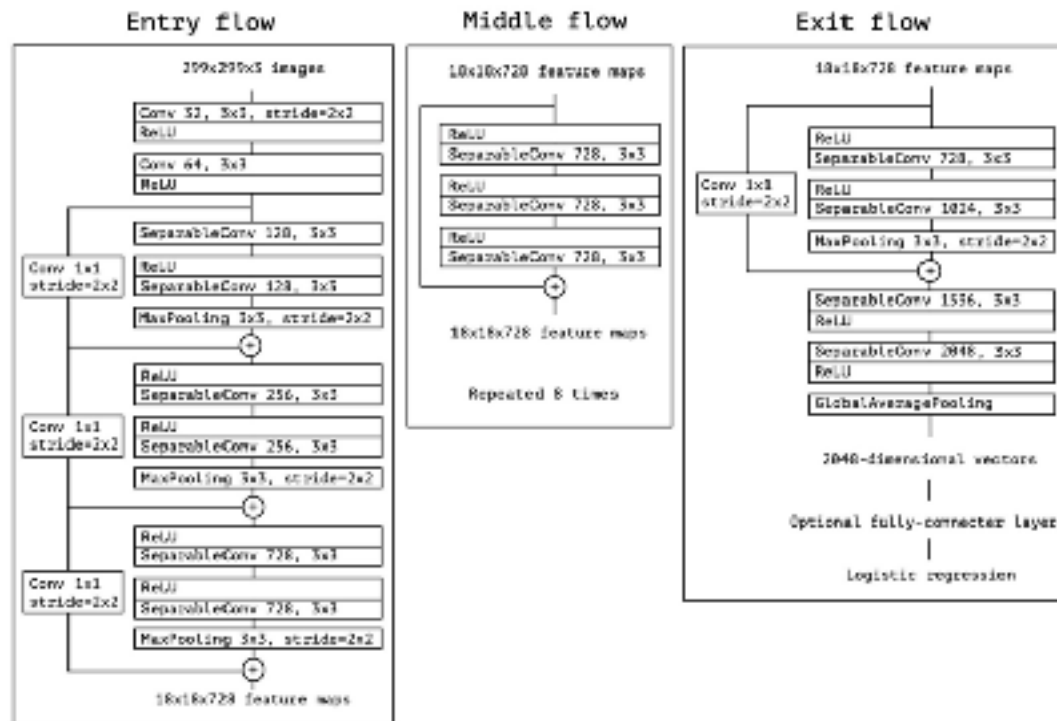 Entry flow
299x299x3 images
Conv 32, 3x3, stride=2x2
ReLU
Conv 64, 3x3
ReLU
SeparableConv 128, 3x3
Conv 1x1
stride=2x2
ReLU
SeparableConv 128, 3x3
MaxPooling 3x3, stride=2x2
+
ReLU
SeparableConv 256, 3x3
Conv 1x1
stride=2x2
ReLU
SeparableConv 256, 3x3
MaxPooling 3x3, stride=2x2
+
ReLU
SeparableConv 728, 3x3
Conv 1x1
stride=2x2
ReLU
SeparableConv 728, 3x3
MaxPooling 3x3, stride=2x2
+
18x18x728 feature maps
Middle flow
18x18x728 feature maps
ReLU
SeparableConv 728, 3x3
ReLU
SeparableConv 728, 3x3
ReLU
SeparableConv 728, 3x3
+
18x18x728 feature maps
Repeated 8 times
Exit flow
18x18x728 feature maps
ReLU
SeparableConv 728, 3x3
Conv 1x1
stride=2x2
ReLU
SeparableConv 1024, 3x3
MaxPooling 3x3, stride=2x2
+
SeparableConv 1536, 3x3
ReLU
SeparableConv 2048, 3x3
ReLU
GlobalAveragePooling
2048-dimensional vectors
Optional fully-connecter layer
Logistic regression